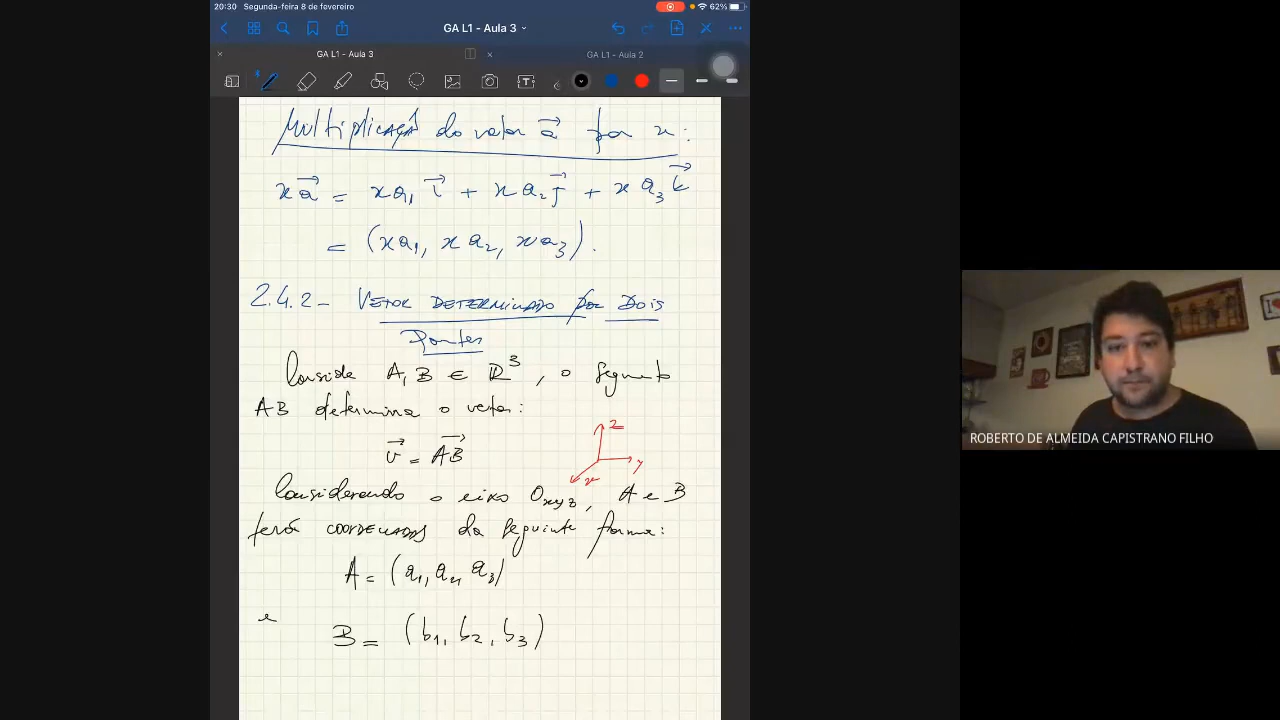 20:30 Segunda-feira 8 de fevereiro
62%
GA L1 - Aula 3
GA L1 - Aula 3
GA L1 - Aula 2
Multiplicação do vetor a⃗ por x:
xa⃗ = xa₁ i⃗ + xa₂ j⃗ + x a₃ k⃗
= (xa₁, xa₂, xa₃).
2.4.2 - VETOR DETERMINADO por DOIS
Pontos
Considere A, B ∈ ℝ³, o segmento
AB determina o vetor:
v⃗ = AB⃗
z
y
x
Considerando o eixo Oxyz, A e B
terá COORDENADAS da seguinte forma:
A = (a₁, a₂, a₃)
e
B = (b₁, b₂, b₃)
ROBERTO DE ALMEIDA CAPISTRANO FILHO